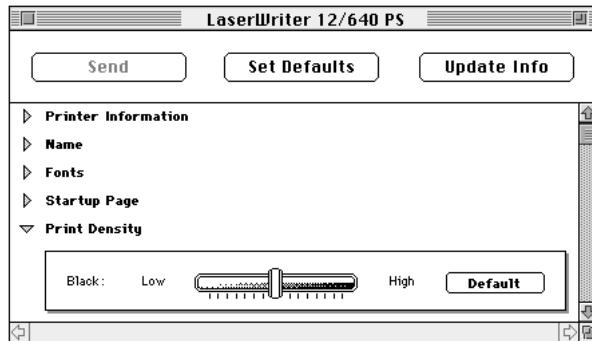 LaserWriter 12/640 PS
Send Set Defaults Update Info
Printer Information
Name
Fonts
Startup Page
Print Density
Black: Low High Default